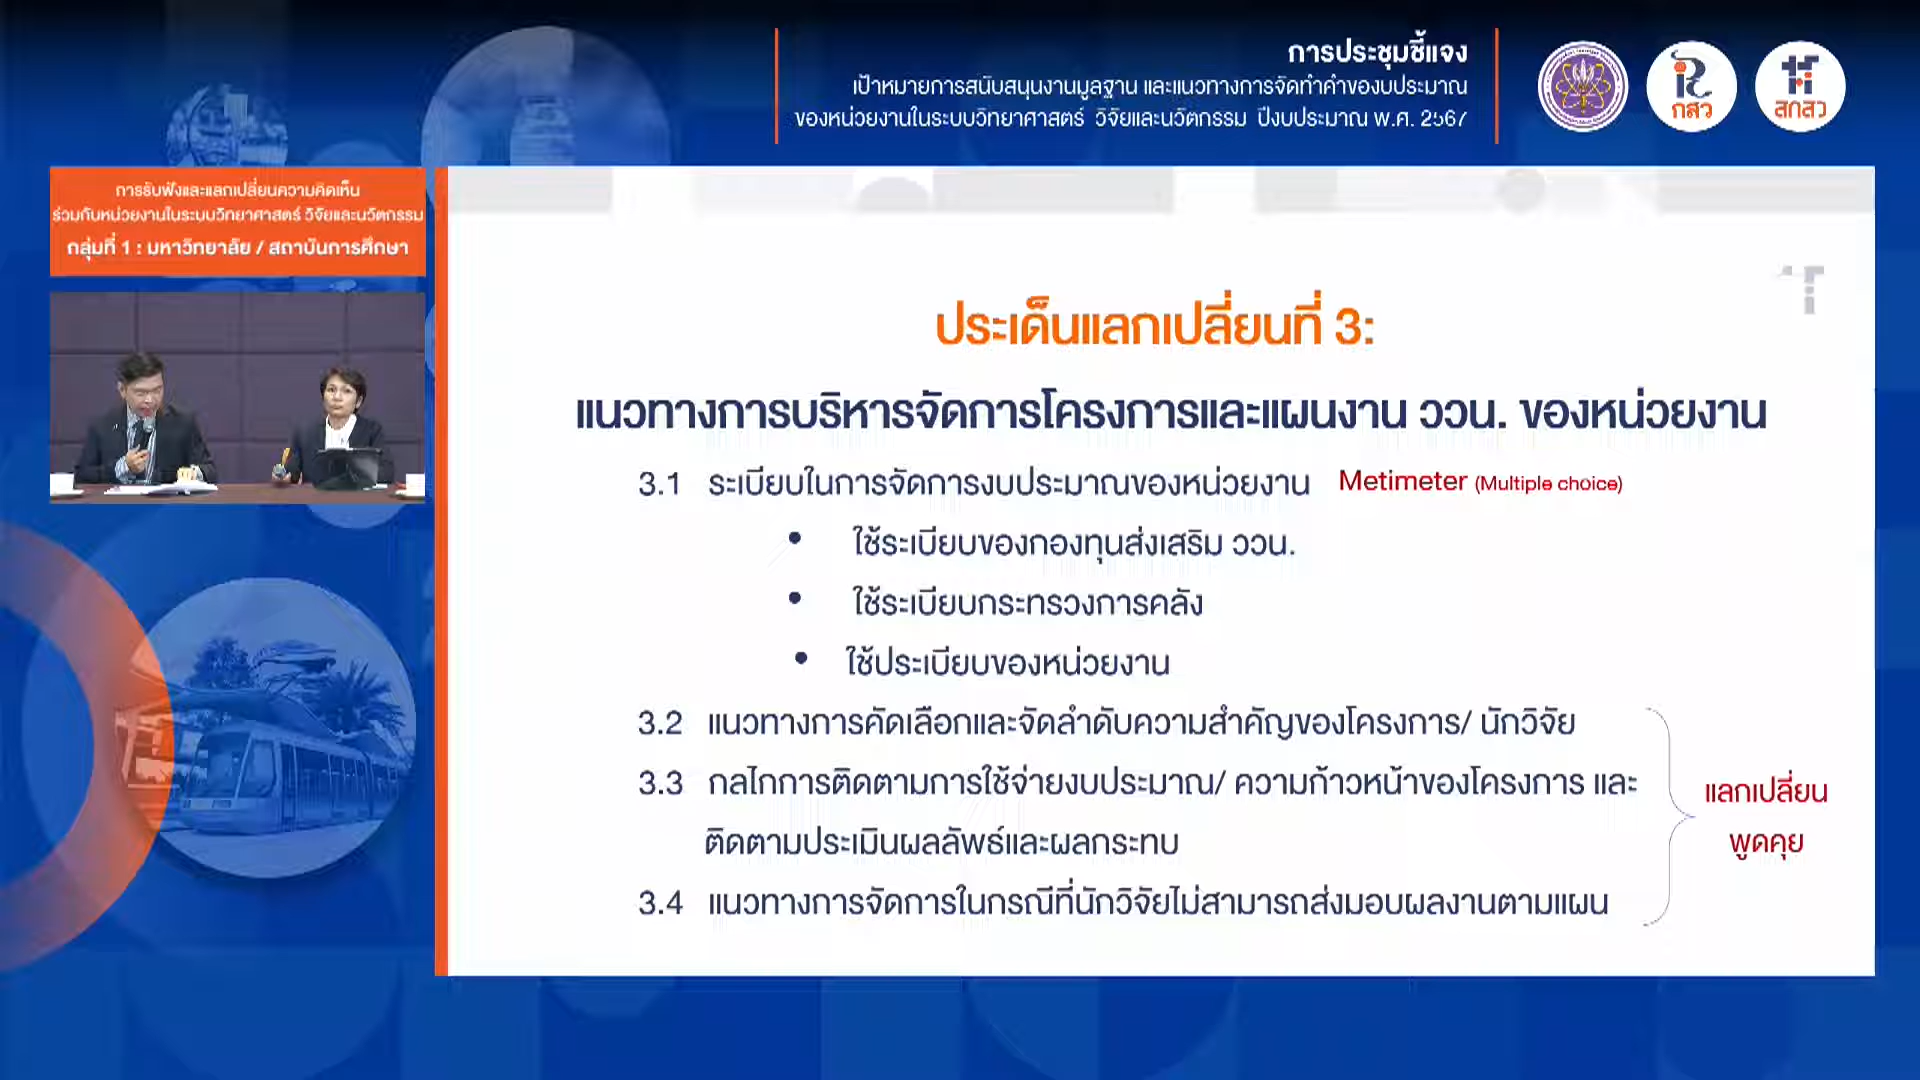 การประชุมชี้แจง
เป้าหมายการสนับสนุนงานมูลฐาน และแนวทางการจัดทำคำของบประมาณ
ของหน่วยงานในระบบวิทยาศาสตร์ วิจัยและนวัตกรรม ปีงบประมาณ พ.ศ. 2567
กสว
สกสว
การรับฟังและแลกเปลี่ยนความคิดเห็น
ร่วมกับหน่วยงานในระบบวิทยาศาสตร์ วิจัยและนวัตกรรม
กลุ่มที่ 1 : มหาวิทยาลัย / สถาบันการศึกษา
ประเด็นแลกเปลี่ยนที่ 3:
แนวทางการบริหารจัดการโครงการและแผนงาน ววน. ของหน่วยงาน
3.1 ระเบียบในการจัดการงบประมาณของหน่วยงาน Metimeter (Multiple choice)
• ใช้ระเบียบของกองทุนส่งเสริม ววน.
• ใช้ระเบียบกระทรวงการคลัง
• ใช้ประเบียบของหน่วยงาน
3.2 แนวทางการคัดเลือกและจัดลำดับความสำคัญของโครงการ/ นักวิจัย
3.3 กลไกการติดตามการใช้จ่ายงบประมาณ/ ความก้าวหน้าของโครงการ และ
ติดตามประเมินผลลัพธ์และผลกระทบ
3.4 แนวทางการจัดการในกรณีที่นักวิจัยไม่สามารถส่งมอบผลงานตามแผน
แลกเปลี่ยน
พูดคุย